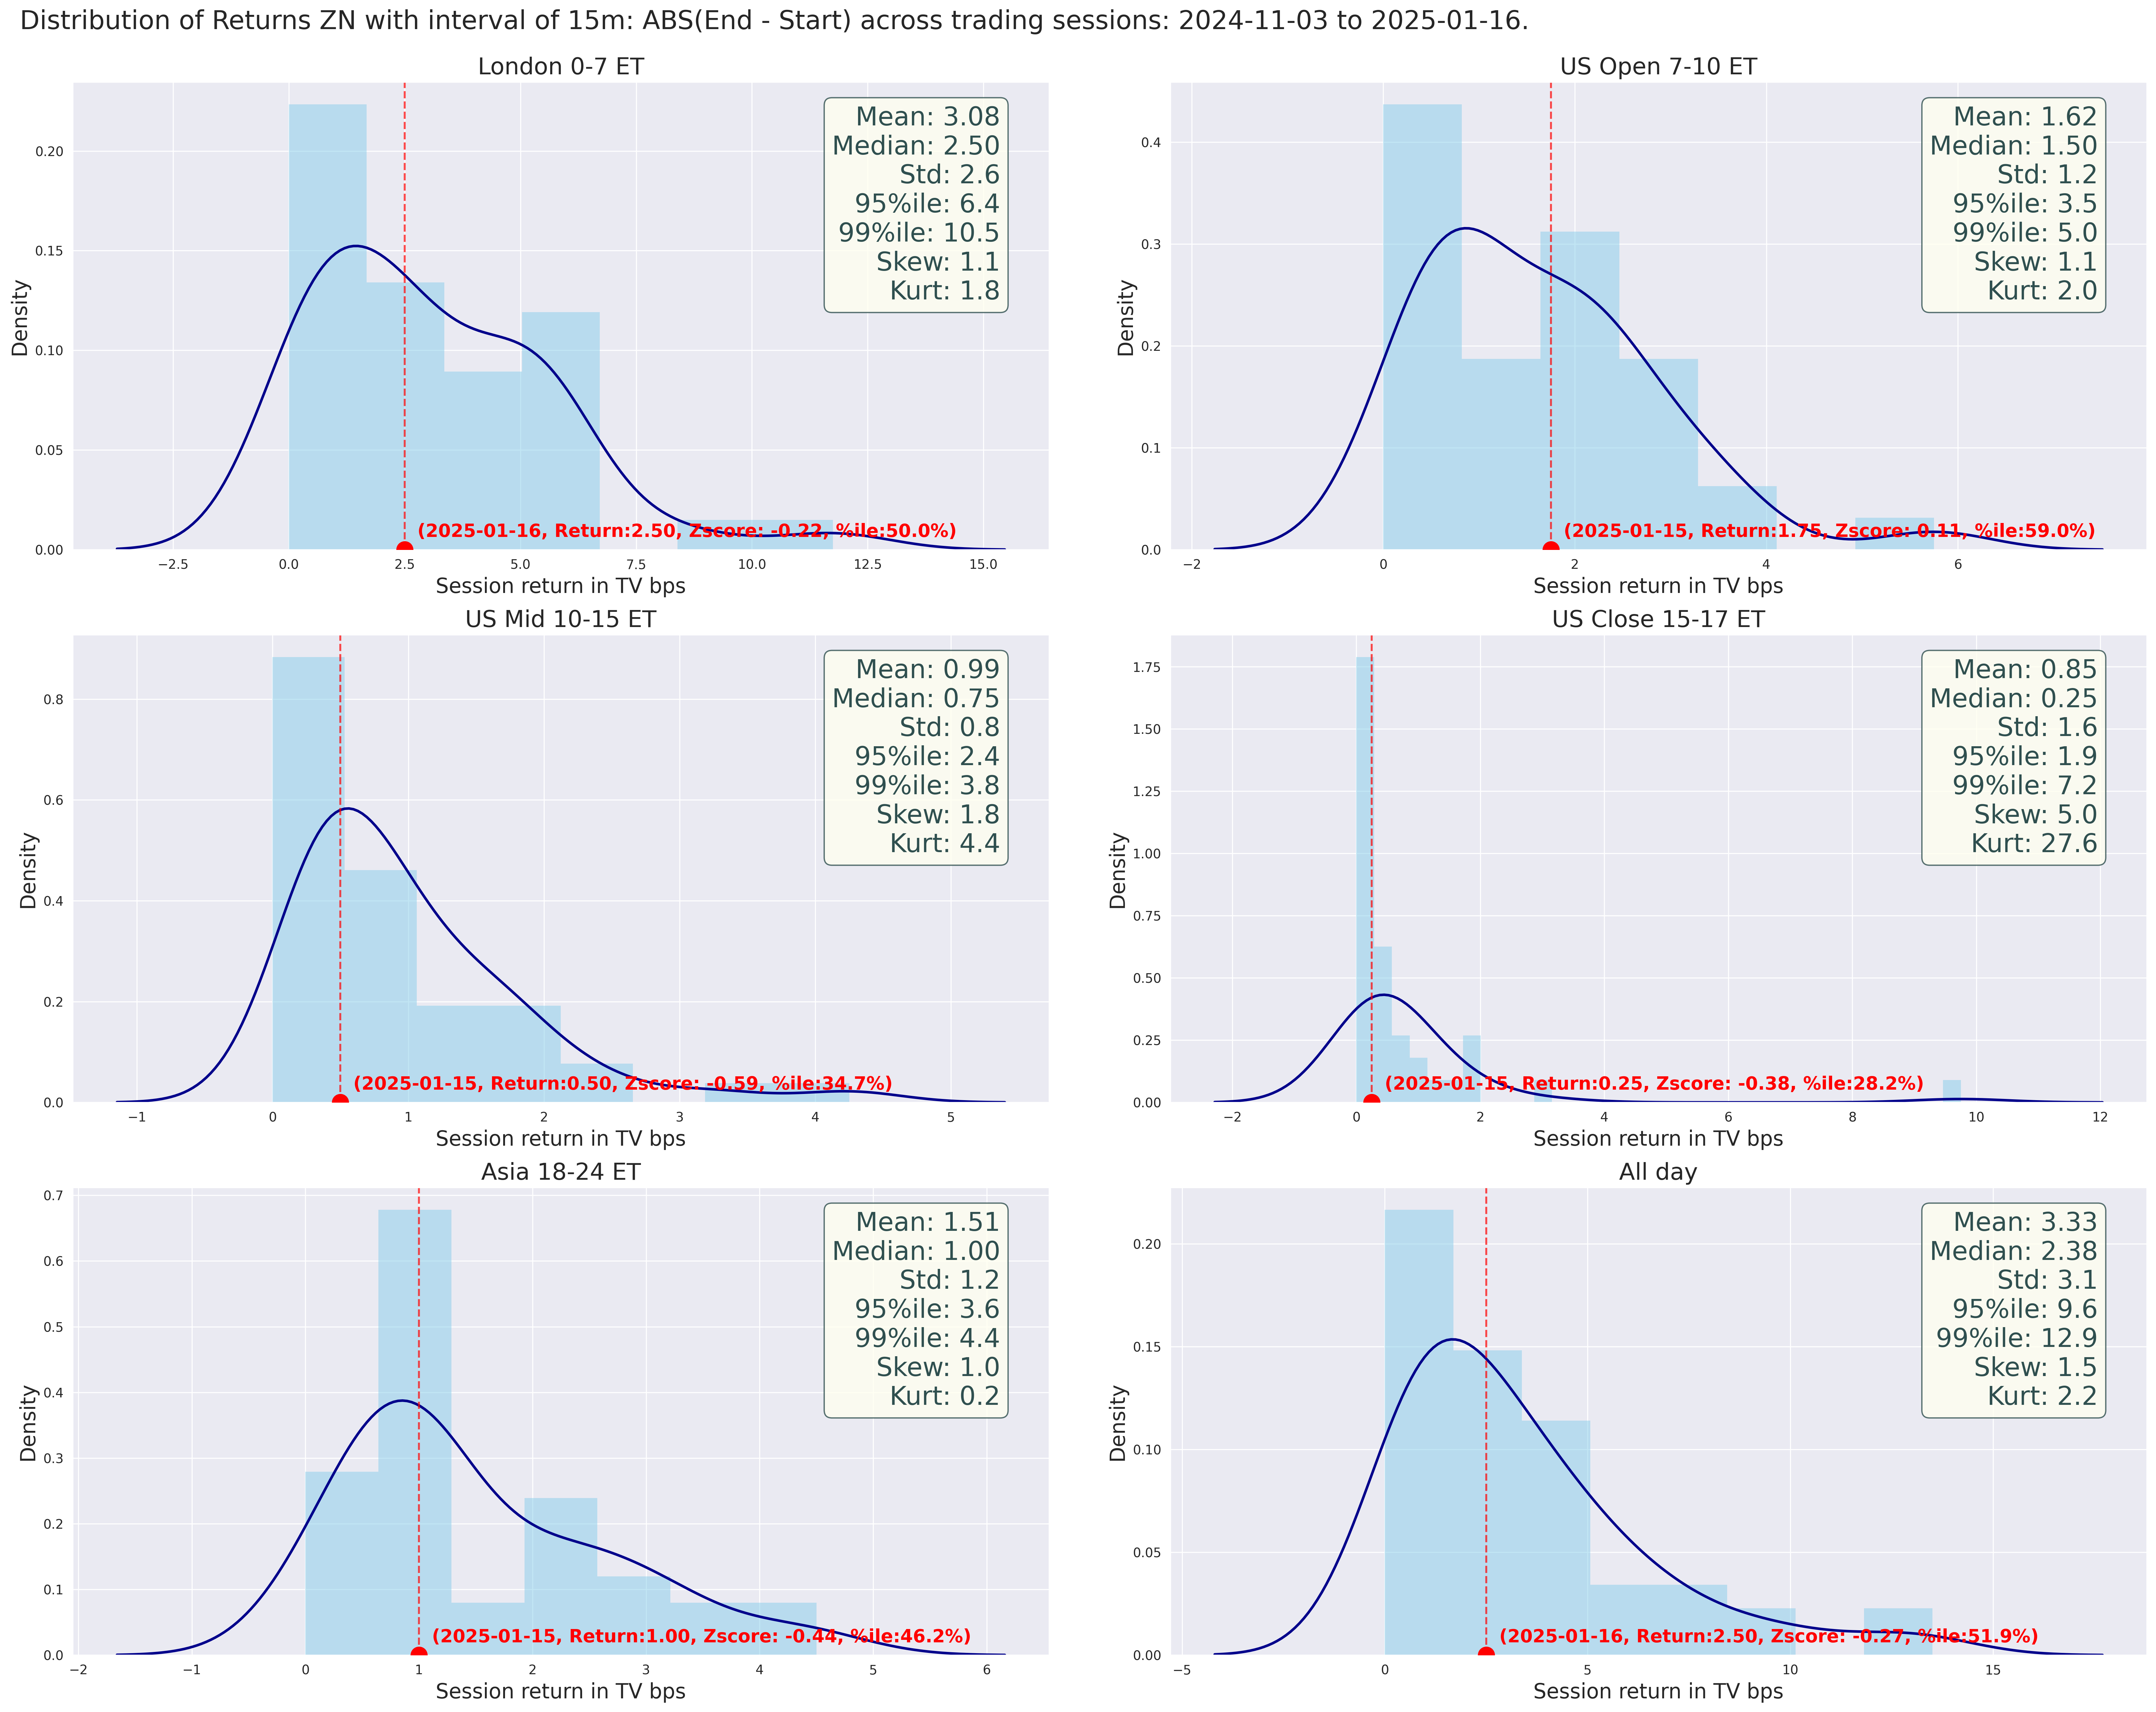 Distribution of Returns ZN with interval of 15m: ABS(End - Start) across trading sessions: 2024-11-03 to 2025-01-16.
London 0-7 ET
Density
0.20
0.15
0.10
0.05
0.00
Mean: 3.08
Median: 2.50
Std: 2.6
95%ile: 6.4
99%ile: 10.5
Skew: 1.1
Kurt: 1.8
(2025-01-16, Return:2.50, Zscore: -0.22, %ile:50.0%)
−2.5 0.0 2.5 5.0 7.5 10.0 12.5 15.0
Session return in TV bps
US Open 7-10 ET
Density
0.4
0.3
0.2
0.1
0.0
Mean: 1.62
Median: 1.50
Std: 1.2
95%ile: 3.5
99%ile: 5.0
Skew: 1.1
Kurt: 2.0
(2025-01-15, Return:1.75, Zscore: 0.11, %ile:59.0%)
−2 0 2 4 6
Session return in TV bps
US Mid 10-15 ET
Density
0.8
0.6
0.4
0.2
0.0
Mean: 0.99
Median: 0.75
Std: 0.8
95%ile: 2.4
99%ile: 3.8
Skew: 1.8
Kurt: 4.4
(2025-01-15, Return:0.50, Zscore: -0.59, %ile:34.7%)
−1 0 1 2 3 4 5
Session return in TV bps
US Close 15-17 ET
Density
1.75
1.50
1.25
1.00
0.75
0.50
0.25
0.00
Mean: 0.85
Median: 0.25
Std: 1.6
95%ile: 1.9
99%ile: 7.2
Skew: 5.0
Kurt: 27.6
(2025-01-15, Return:0.25, Zscore: -0.38, %ile:28.2%)
−2 0 2 4 6 8 10 12
Session return in TV bps
Asia 18-24 ET
Density
0.7
0.6
0.5
0.4
0.3
0.2
0.1
0.0
Mean: 1.51
Median: 1.00
Std: 1.2
95%ile: 3.6
99%ile: 4.4
Skew: 1.0
Kurt: 0.2
(2025-01-15, Return:1.00, Zscore: -0.44, %ile:46.2%)
−2 −1 0 1 2 3 4 5 6
Session return in TV bps
All day
Density
0.20
0.15
0.10
0.05
0.00
Mean: 3.33
Median: 2.38
Std: 3.1
95%ile: 9.6
99%ile: 12.9
Skew: 1.5
Kurt: 2.2
(2025-01-16, Return:2.50, Zscore: -0.27, %ile:51.9%)
−5 0 5 10 15
Session return in TV bps